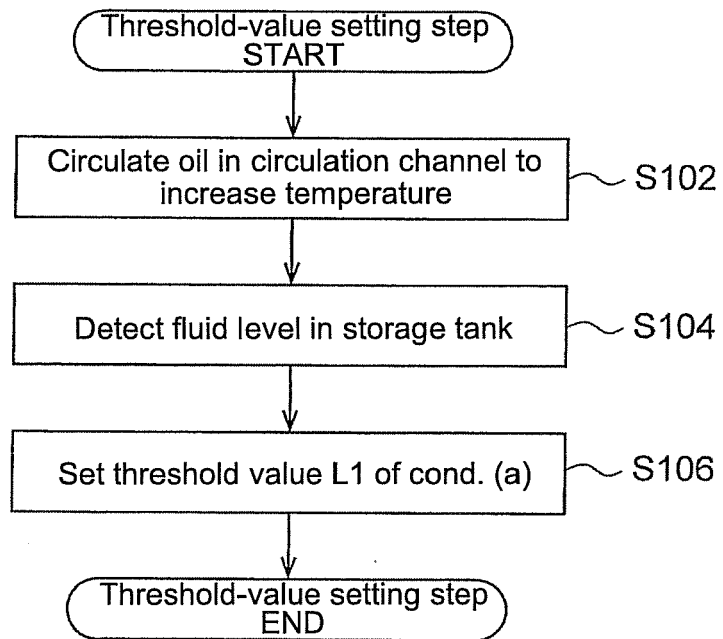 Threshold-value setting step
START
Circulate oil in circulation channel to
increase temperature
S102
Detect fluid level in storage tank
S104
Set threshold value L1 of cond. (a)
S106
Threshold-value setting step
END